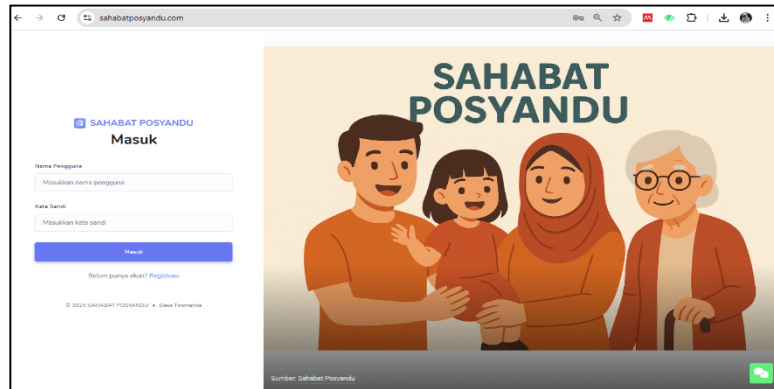 sahabatposyandu.com
SAHABAT POSYANDU
Masuk
Nama Pengguna
Masukkan nama pengguna
Kata Sandi
Masukkan kata sandi
Masuk
Belum punya akun? Registrasi
© 2025 SAHABAT POSYANDU • Desa Tiromanda
SAHABAT
POSYANDU
Sumber: Sahabat Posyandu